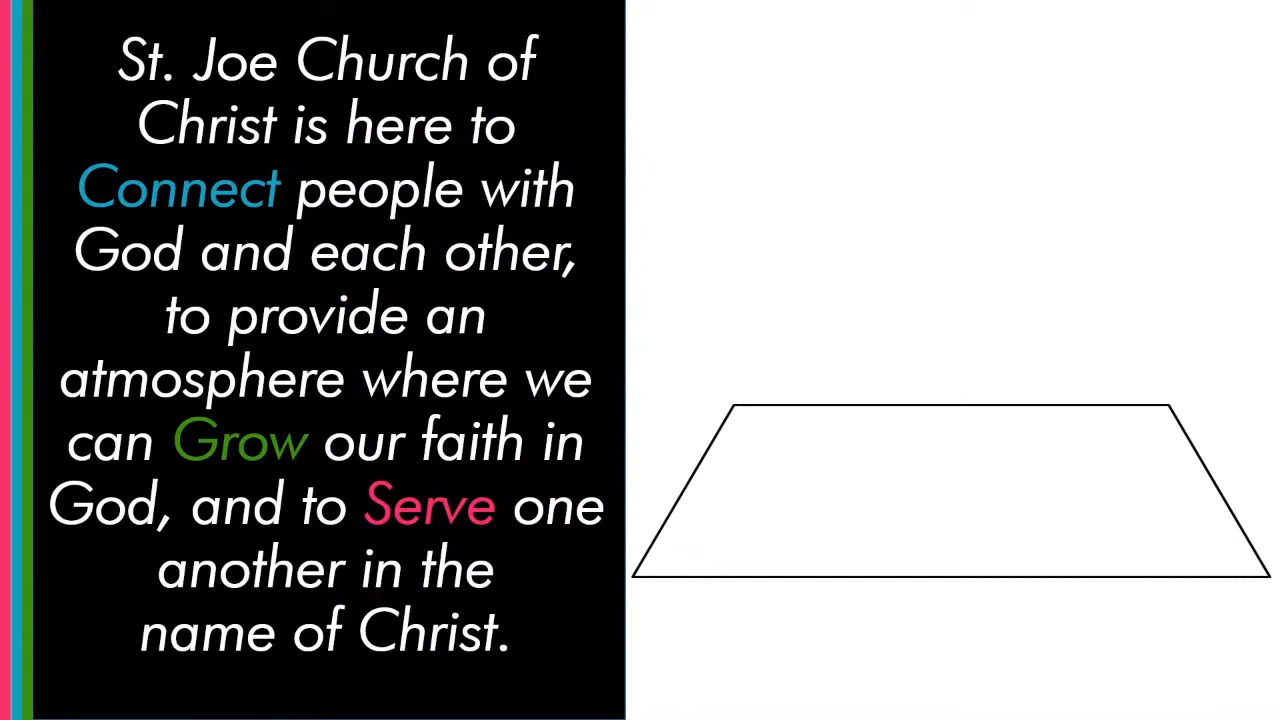 St. Joe Church of
Christ is here to
Connect people with
God and each other,
to provide an
atmosphere where we
can Grow our faith in
God, and to Serve one
another in the
name of Christ.